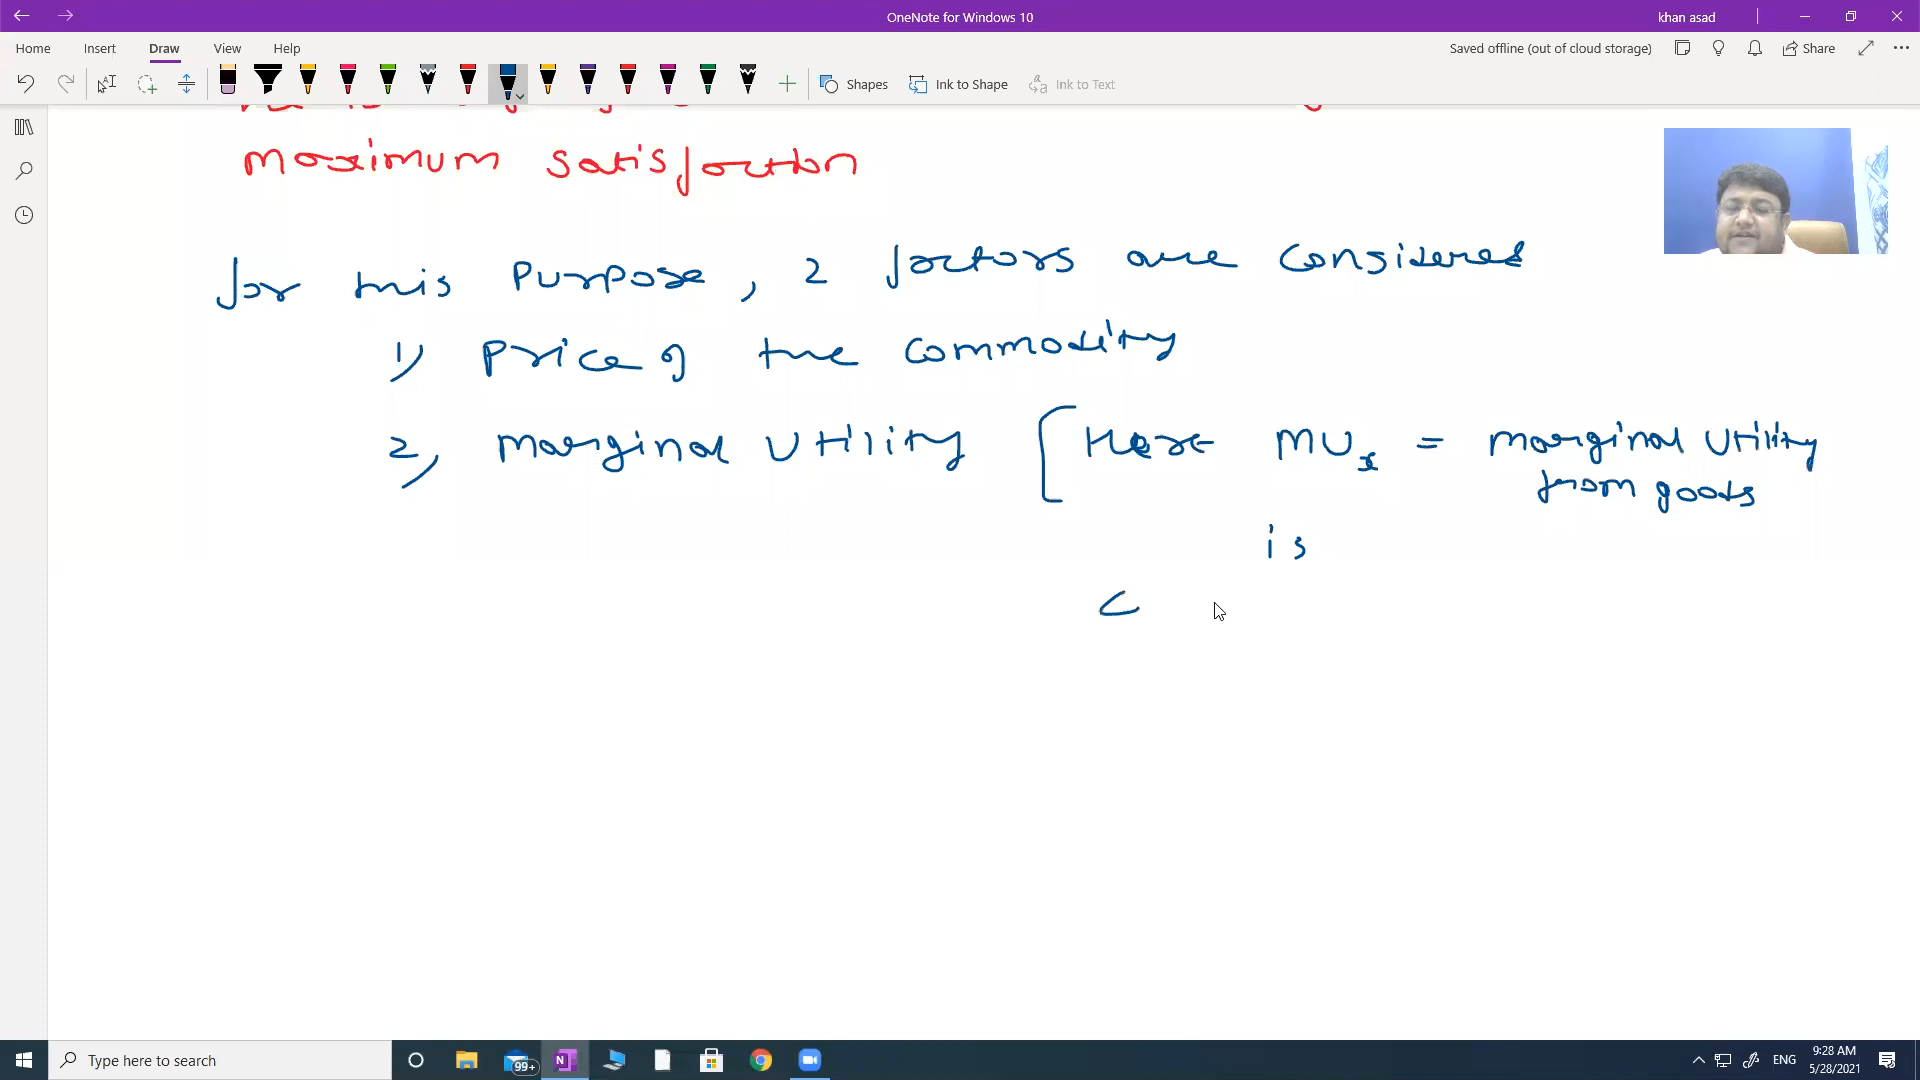 OneNote for Windows 10
khan asad
Home Insert Draw View Help
Saved offline (out of cloud storage)
Share
Shapes Ink to Shape Ink to Text
maximum satisfaction
for this purpose, 2 factors are considered
1) price of the commodity
2) marginal utility [Here MUx = marginal utility
from goods
is
C
Type here to search
99+
ENG
9:28 AM
5/28/2021